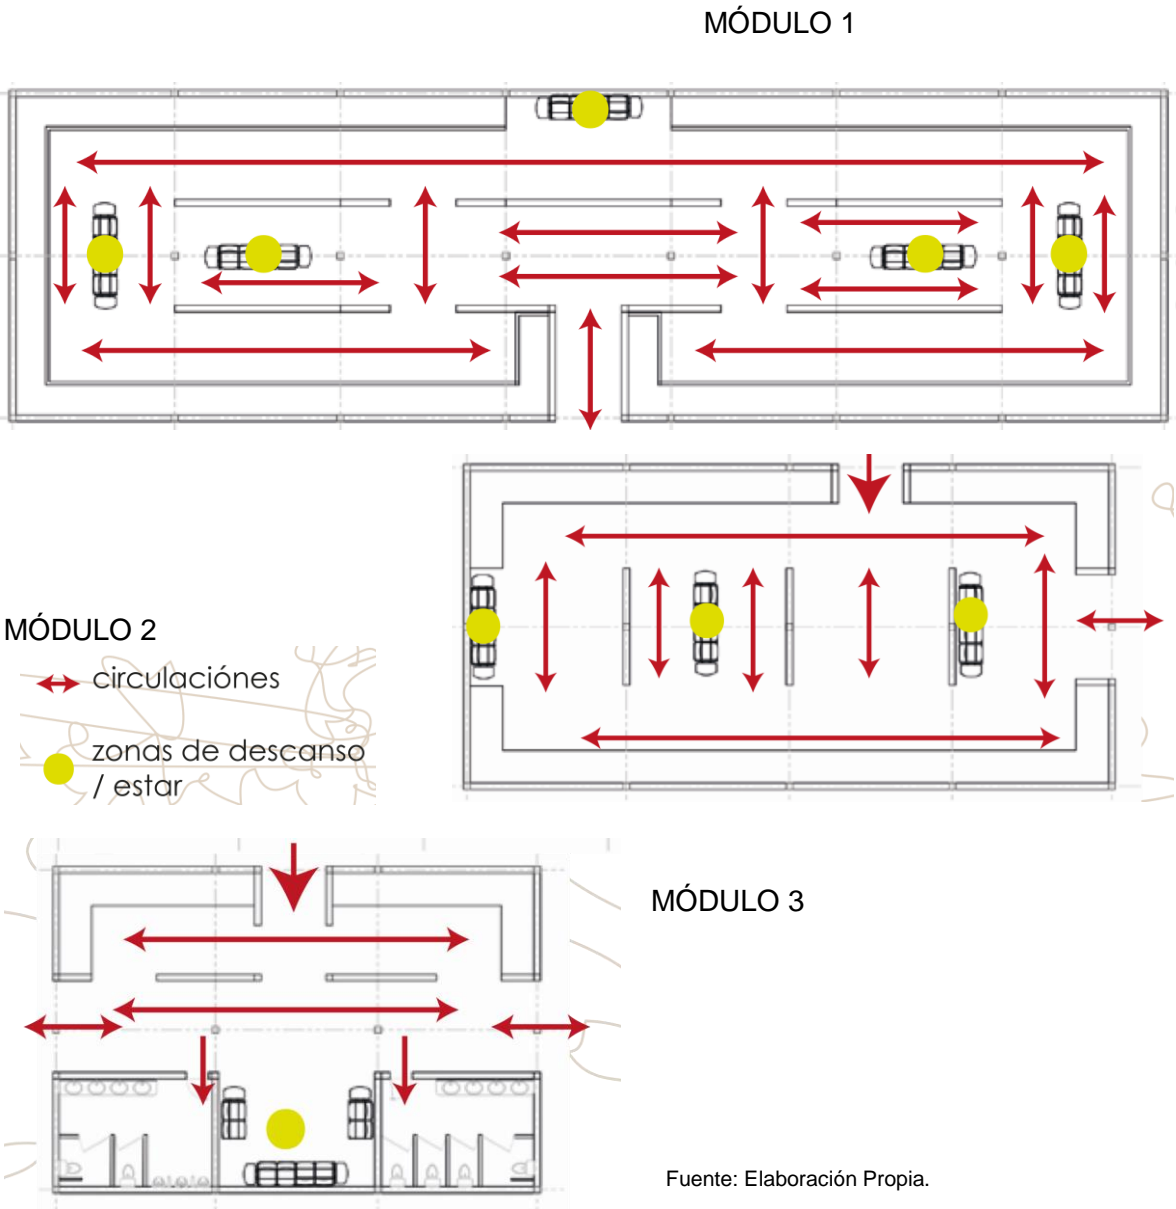 MÓDULO 1
MÓDULO 2
circulaciónes
zonas de descanso
/ estar
MÓDULO 3
Fuente: Elaboración Propia.